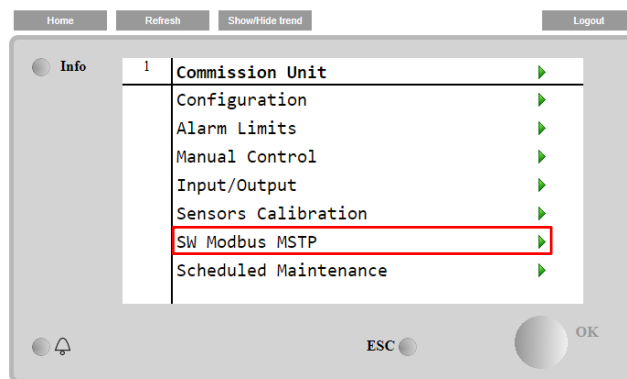 Home Refresh Show/Hide trend Logout
Info
1 Commission Unit
Configuration
Alarm Limits
Manual Control
Input/Output
Sensors Calibration
SW Modbus MSTP
Scheduled Maintenance
ESC
OK